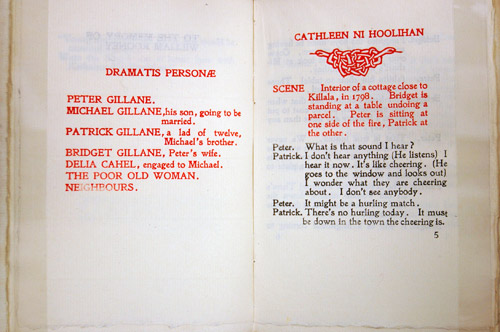 DRAMATIS PERSONÆ
PETER GILLANE.
MICHAEL GILLANE, his son, going to be
married.
PATRICK GILLANE, a lad of twelve,
Michael's brother.
BRIDGET GILLANE, Peter's wife.
DELIA CAHEL, engaged to Michael.
THE POOR OLD WOMAN.
NEIGHBOURS.
CATHLEEN NI HOOLIHAN
SCENE Interior of a cottage close to
Killala, in 1798. Bridget is
standing at a table undoing a
parcel. Peter is sitting at
one side of the fire, Patrick at
the other.
Peter. What is that sound I hear?
Patrick. I don't hear anything (He listens) I
hear it now. It's like cheering. (He
goes to the window and looks out)
I wonder what they are cheering
about. I don't see anybody.
Peter. It might be a hurling match.
Patrick. There's no hurling today. It must
be down in the town the cheering is.
5